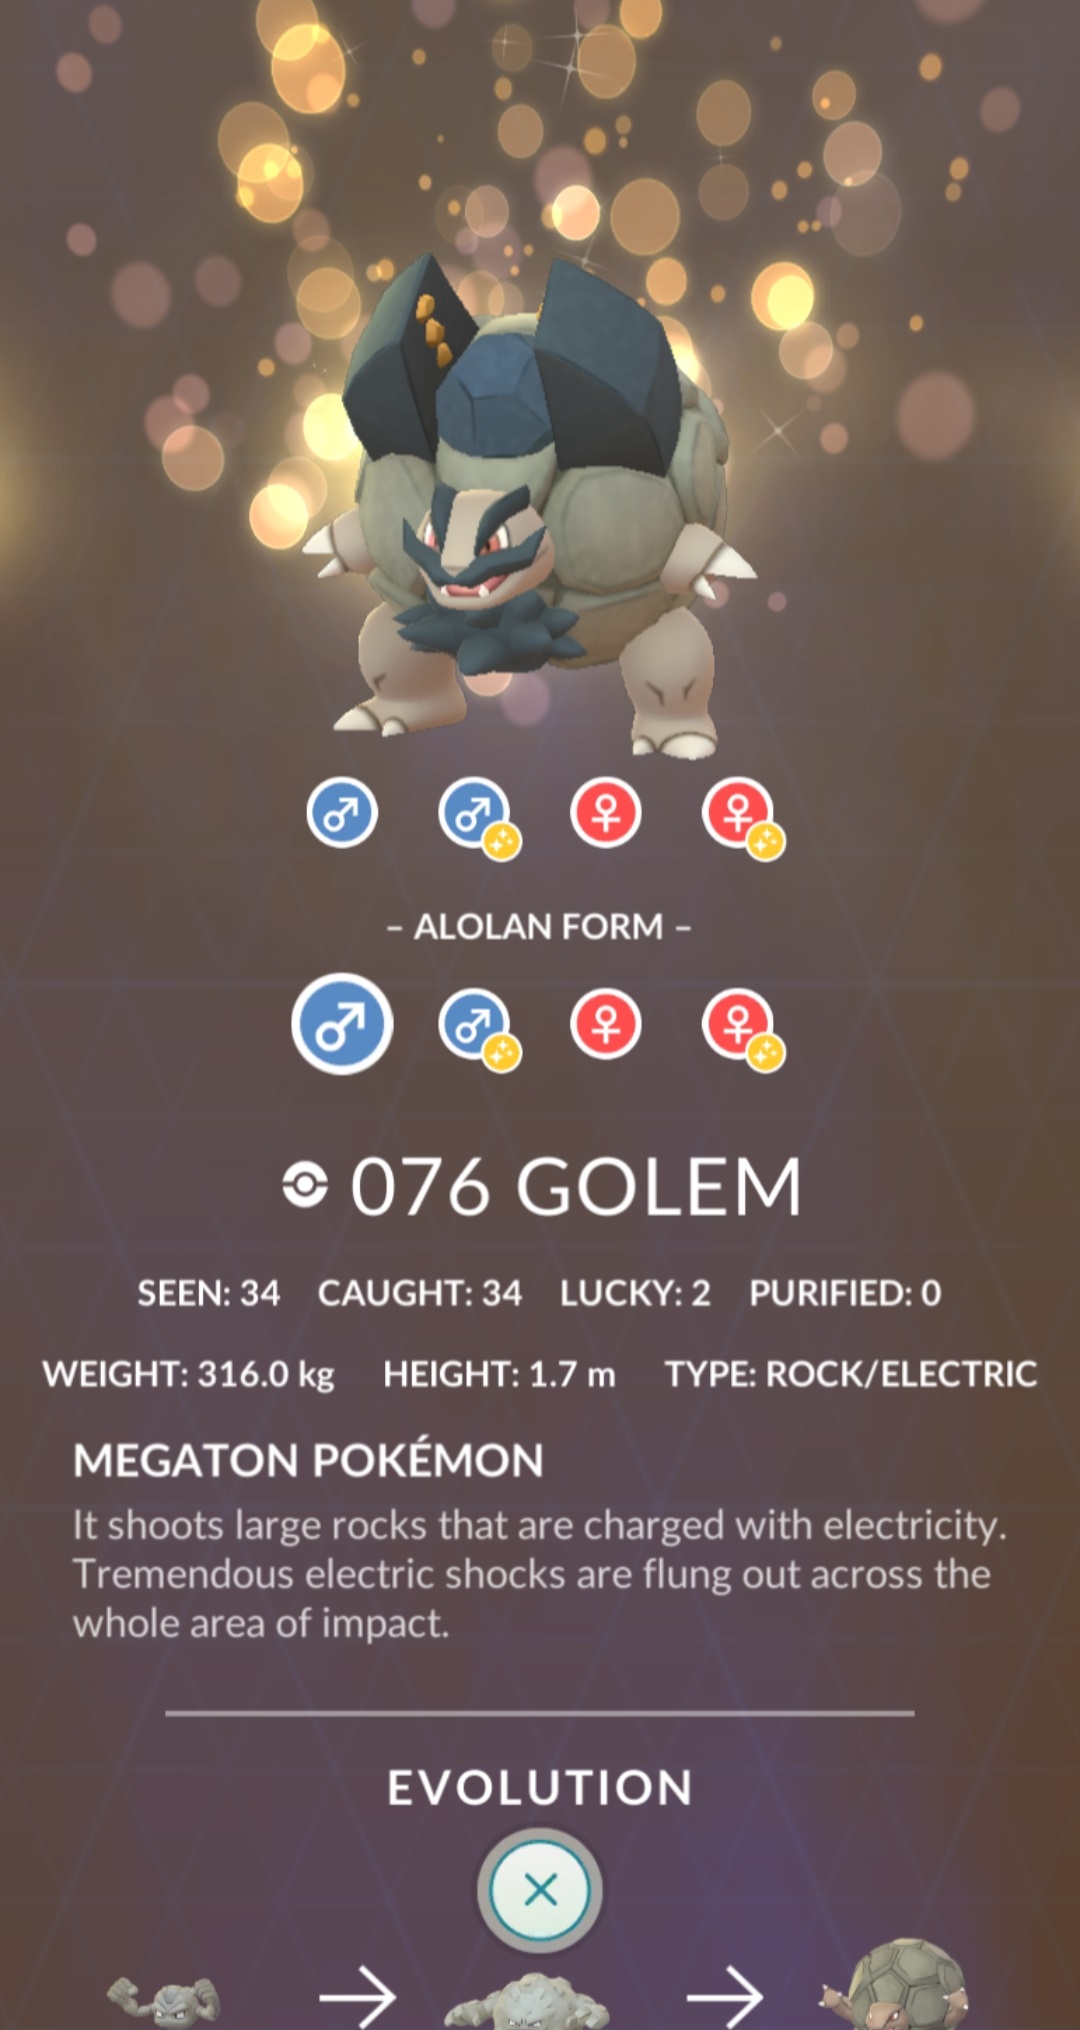 – ALOLAN FORM –
076 GOLEM
SEEN: 34 CAUGHT: 34 LUCKY: 2 PURIFIED: 0
WEIGHT: 316.0 kg HEIGHT: 1.7 m TYPE: ROCK/ELECTRIC
MEGATON POKÉMON
It shoots large rocks that are charged with electricity.
Tremendous electric shocks are flung out across the
whole area of impact.
EVOLUTION